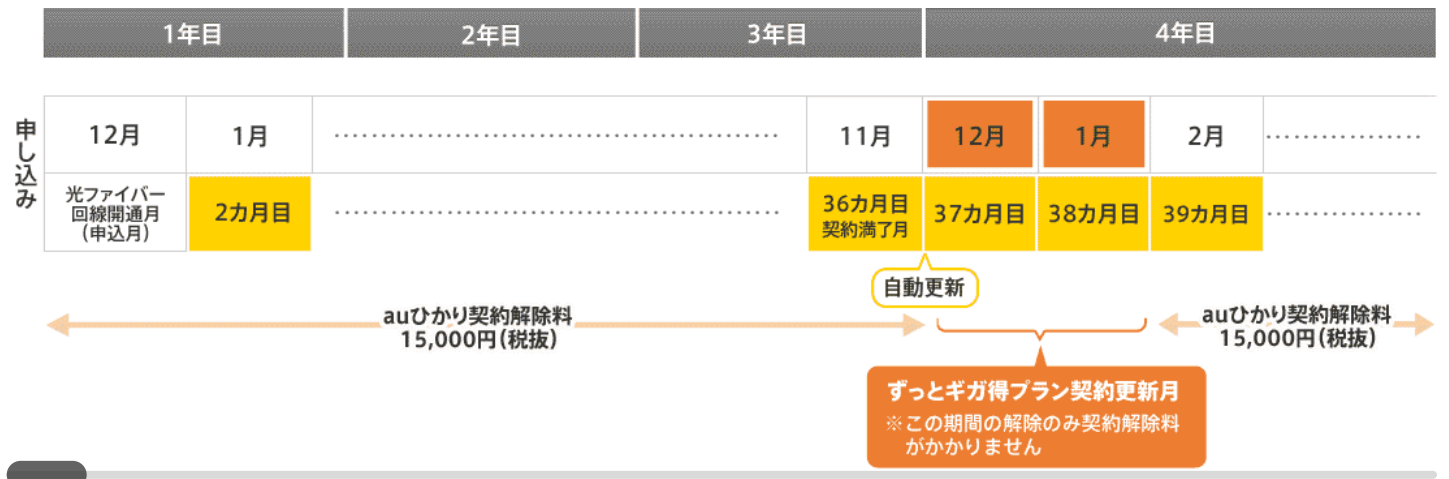 1年目
2年目
3年目
4年目
申し込み
12月
1月
11月
12月
1月
2月
光ファイバー
回線開通月
(申込月)
2カ月目
36カ月目
契約満了月
37カ月目
38カ月目
39カ月目
自動更新
auひかり契約解除料
15,000円(税抜)
auひかり契約解除料
15,000円(税抜)
ずっとギガ得プラン契約更新月
※この期間の解除のみ契約解除料
がかかりません